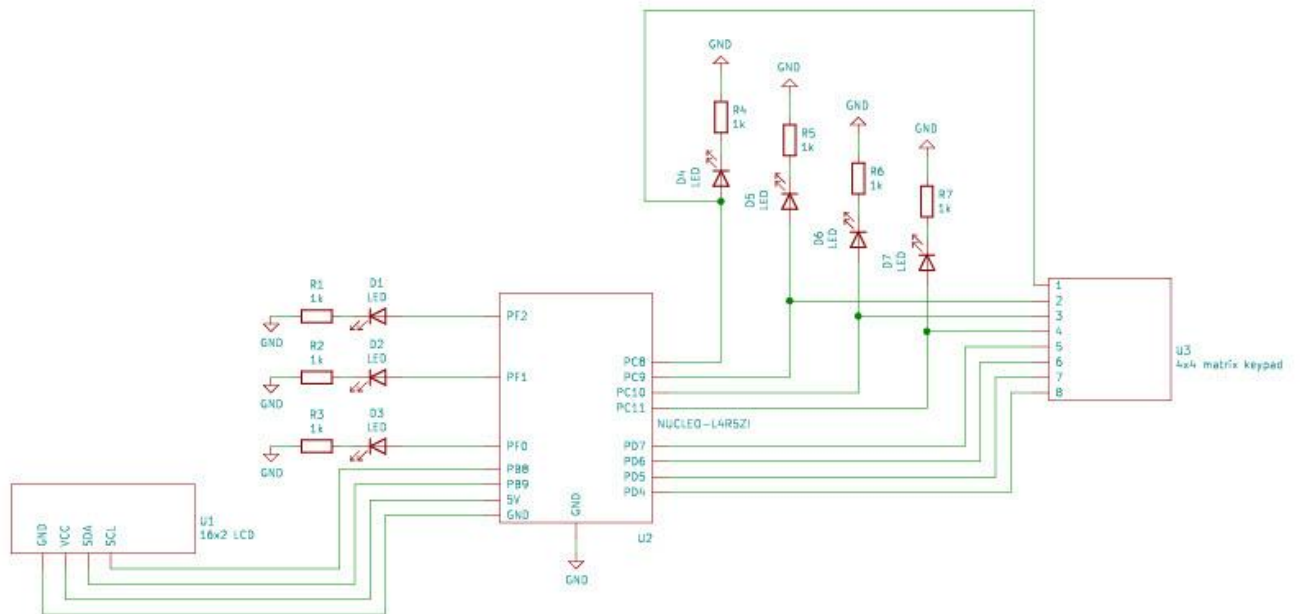 GND
GND
GND
GND
R4
1k
R5
1k
R6
1k
R7
1k
D4
LED
D5
LED
D6
LED
D7
LED
R1
1k
D1
LED
GND
R2
1k
D2
LED
GND
R3
1k
D3
LED
GND
PF2
PF1
PF0
PB8
PB9
5V
GND
GND
PC8
PC9
PC10
PC11
NUCLEO-L4R5ZI
PD7
PD6
PD5
PD4
U2
GND
1
2
3
4
5
6
7
8
U3
4x4 matrix keypad
GND
VCC
SDA
SCL
U1
16x2 LCD